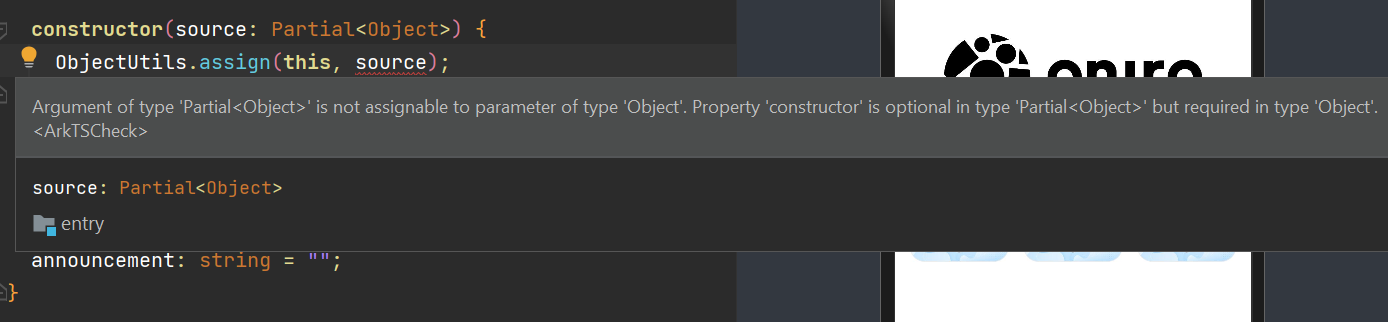 constructor(source: Partial<Object>) {
ObjectUtils.assign(this, source);
Argument of type 'Partial<Object>' is not assignable to parameter of type 'Object'. Property 'constructor' is optional in type 'Partial<Object>' but required in type 'Object'.
<ArkTSCheck>
source: Partial<Object>
entry
announcement: string = "";
}